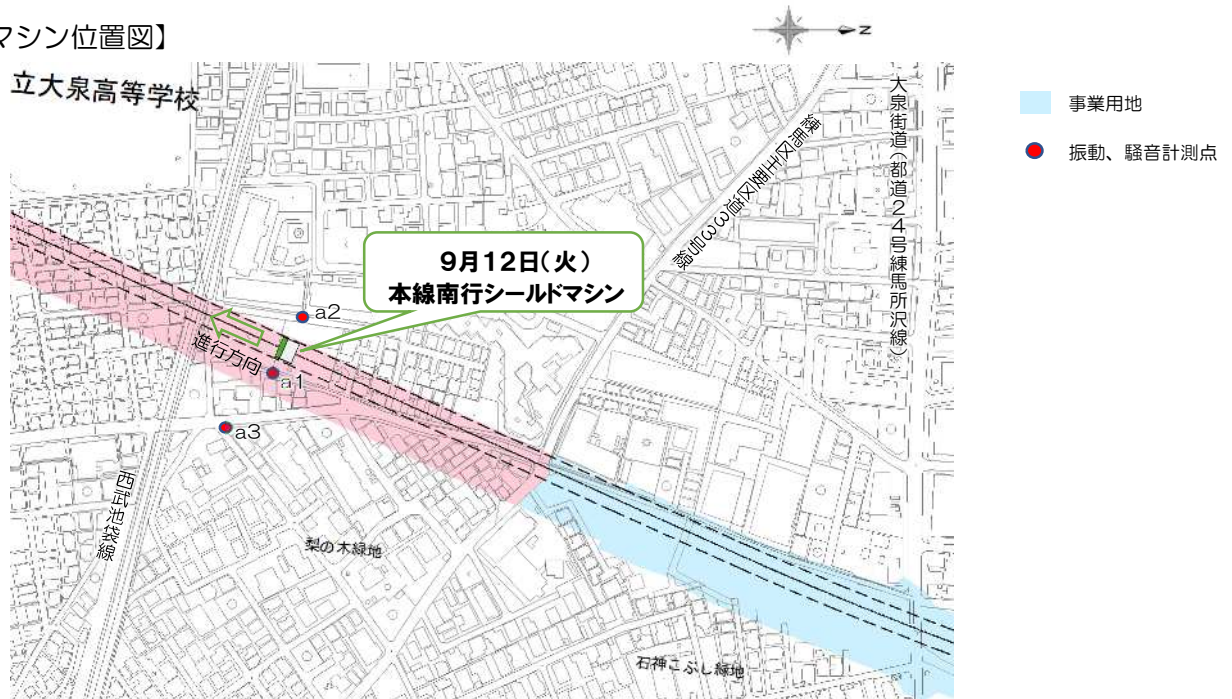 マシン位置図】
N
立大泉高等学校
大泉街道(都道24号練馬所沢線)
練馬区主要区道33号線
事業用地
振動、騒音計測点
9月12日(火)
本線南行シールドマシン
a2
進行方向
a1
a3
西武池袋線
梨の木緑地
石神こぶし緑地